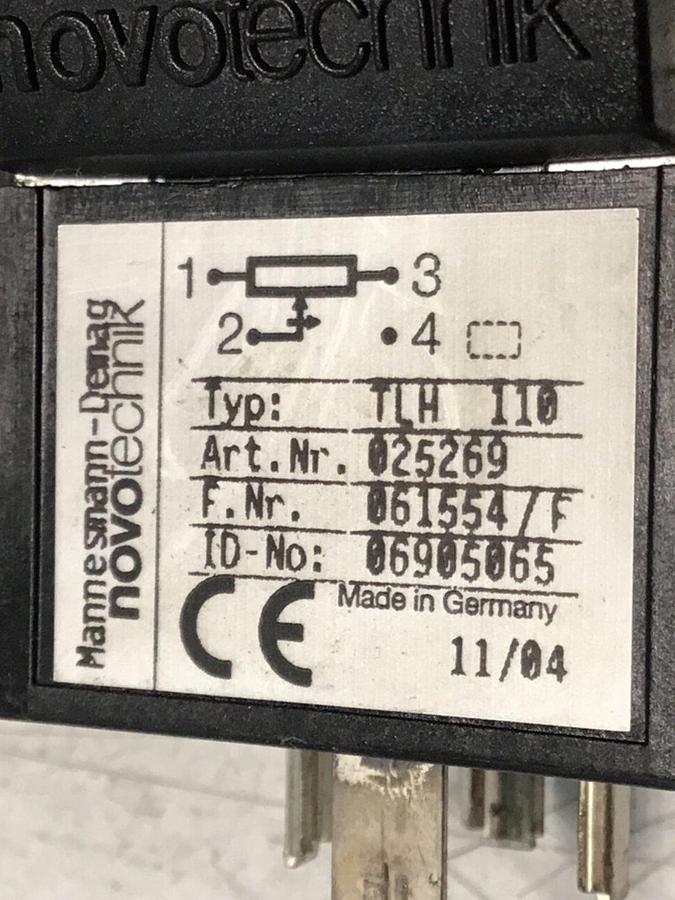 novotechnik
Mannesmann-Demag
novotechnik
1 3
2 4
Typ: TLH 110
Art.Nr. 025269
F.Nr. 061554/F
ID-No: 06905065
CE Made in Germany
11/04